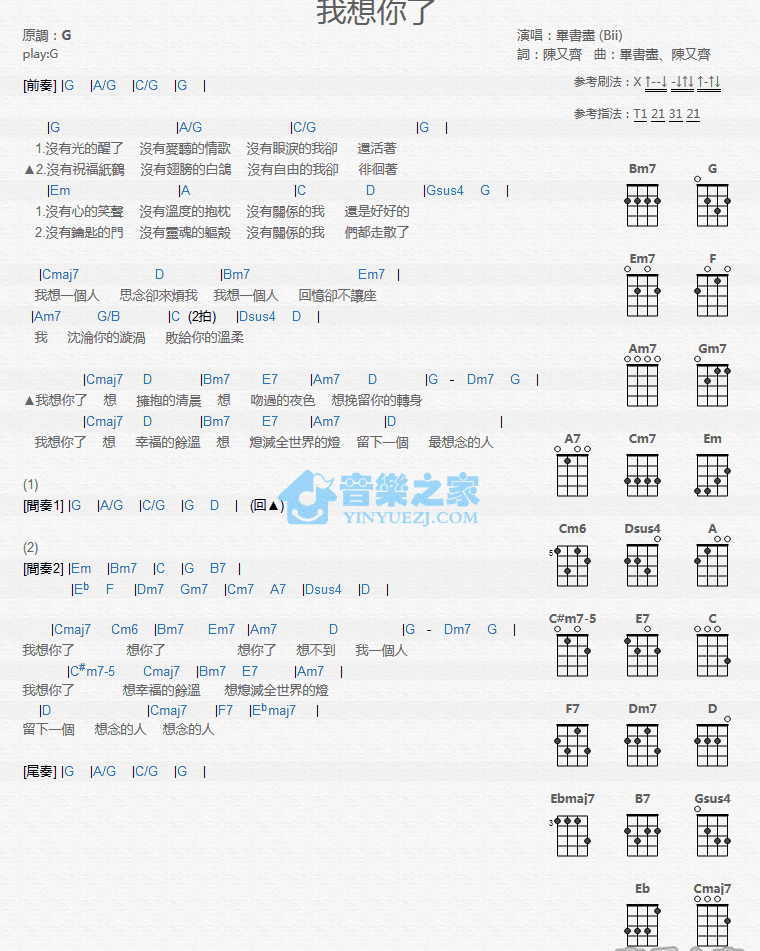 我想你了
原調：G
play:G
演唱：畢書盡 (Bii)
詞：陳又齊 曲：畢書盡、陳又齊
参考刷法：X ↑--↓ -↓↑↓ ↑-↑↓
参考指法：T1 21 31 21
[前奏] |G |A/G |C/G |G |
|G |A/G |C/G |G |
1.沒有光的醒了 沒有愛聽的情歌 沒有眼淚的我卻 還活著
▲2.沒有祝福紙鶴 沒有翅膀的白鴿 沒有自由的我卻 徘徊著
|Em |A |C D |Gsus4 G |
1.沒有心的笑聲 沒有溫度的抱枕 沒有關係的我 還是好好的
2.沒有鑰匙的門 沒有靈魂的軀殼 沒有關係的我 們都走散了
|Cmaj7 D |Bm7 Em7 |
我想一個人 思念卻來煩我 我想一個人 回憶卻不讓座
|Am7 G/B |C (2拍) |Dsus4 D |
我 沈淪你的漩渦 敗給你的溫柔
|Cmaj7 D |Bm7 E7 |Am7 D |G - Dm7 G |
▲我想你了 想 擁抱的清晨 想 吻過的夜色 想挽留你的轉身
|Cmaj7 D |Bm7 E7 |Am7 |D |
我想你了 想 幸福的餘溫 想 熄滅全世界的燈 留下一個 最想念的人
(1)
[間奏1] |G |A/G |C/G |G D | (回▲)
(2)
[間奏2] |Em |Bm7 |C |G B7 |
|Eb F |Dm7 Gm7 |Cm7 A7 |Dsus4 |D |
|Cmaj7 Cm6 |Bm7 Em7 |Am7 D |G - Dm7 G |
我想你了 想你了 想你了 想不到 我一個人
|C#m7-5 Cmaj7 |Bm7 E7 |Am7 |
我想你了 想幸福的餘溫 想熄滅全世界的燈
|D |Cmaj7 |F7 |Ebmaj7 |
留下一個 想念的人 想念的人
[尾奏] |G |A/G |C/G |G |
音樂之家
YINYUEZJ.COM
Bm7 G
Em7 F
Am7 Gm7
A7 Cm7 Em
Cm6 Dsus4 A
5
C#m7-5 E7 C
F7 Dm7 D
Ebmaj7 B7 Gsus4
3
Eb Cmaj7